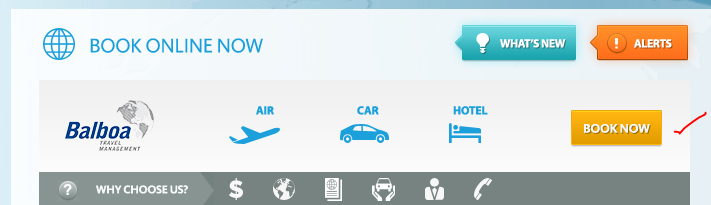 BOOK ONLINE NOW
WHAT'S NEW
ALERTS
AIR
CAR
HOTEL
Balboa
TRAVEL
MANAGEMENT
BOOK NOW
? WHY CHOOSE US?
$